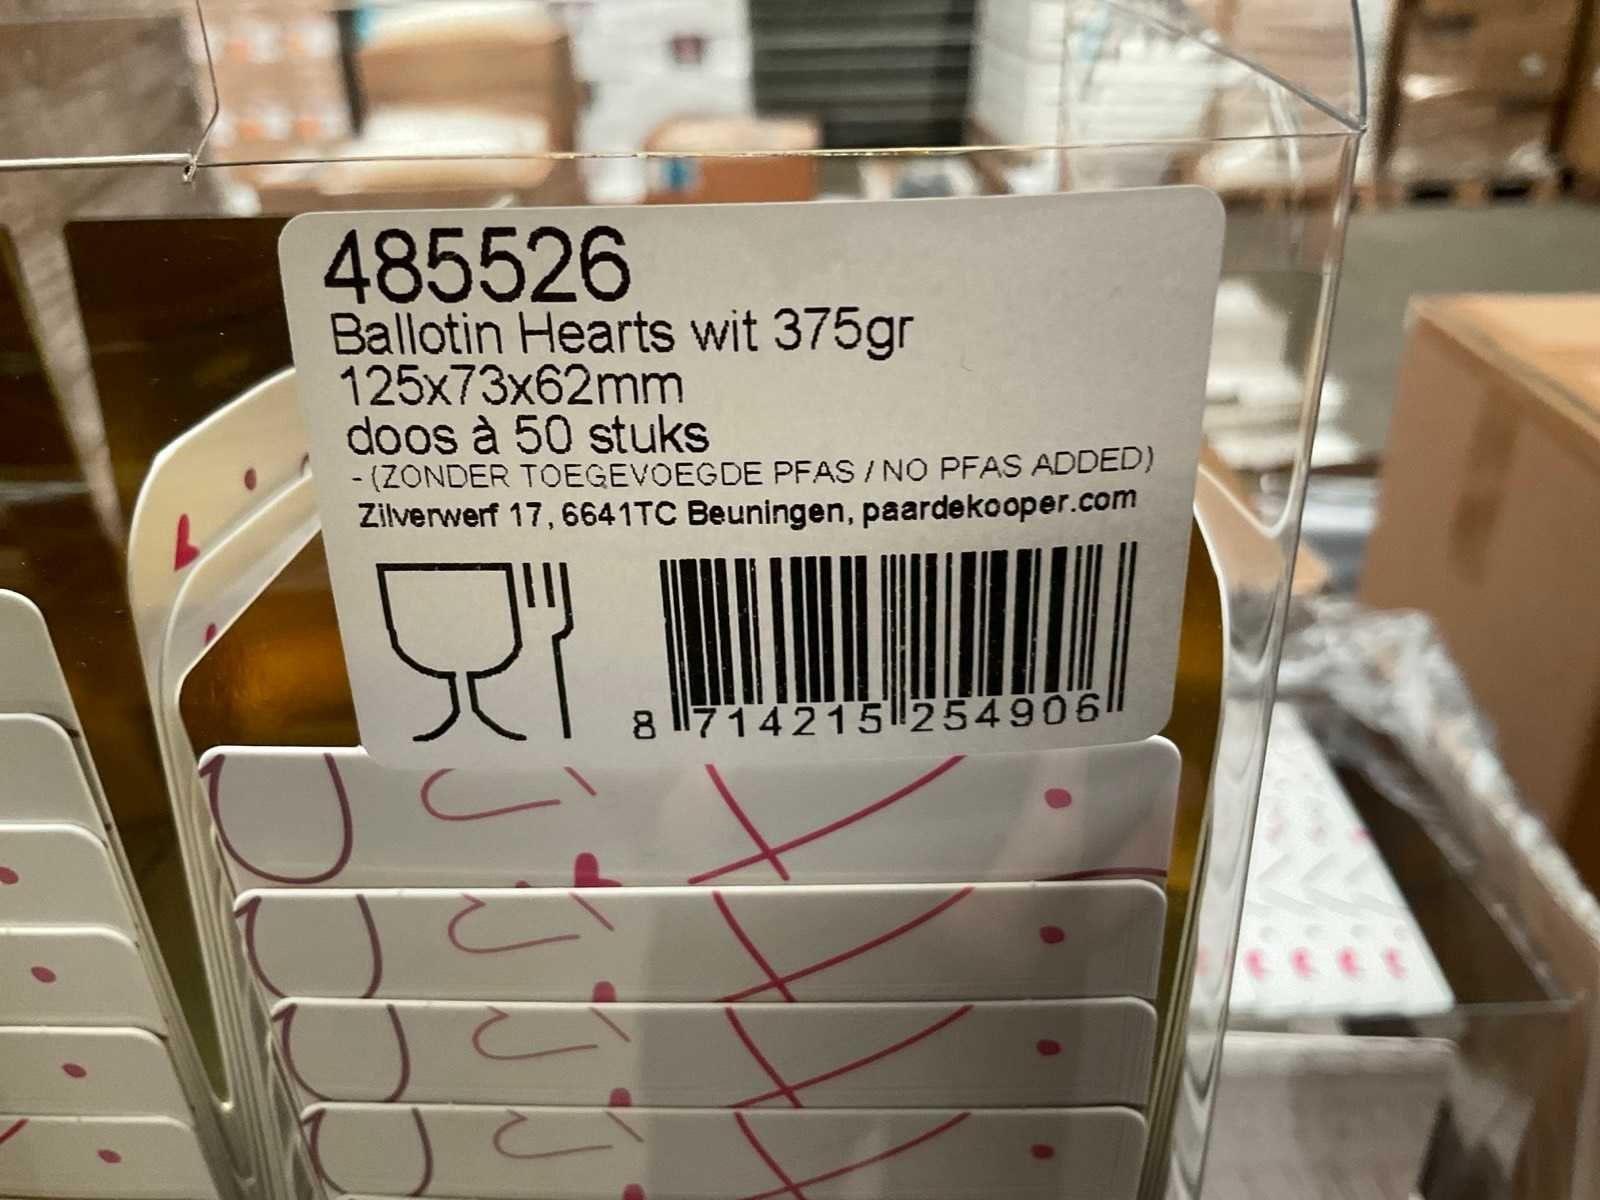 485526
Ballotin Hearts wit 375gr
125x73x62mm
doos à 50 stuks
- (ZONDER TOEGEVOEGDE PFAS / NO PFAS ADDED)
Zilverwerf 17, 6641TC Beuningen, paardekooper.com
8 714215 254906